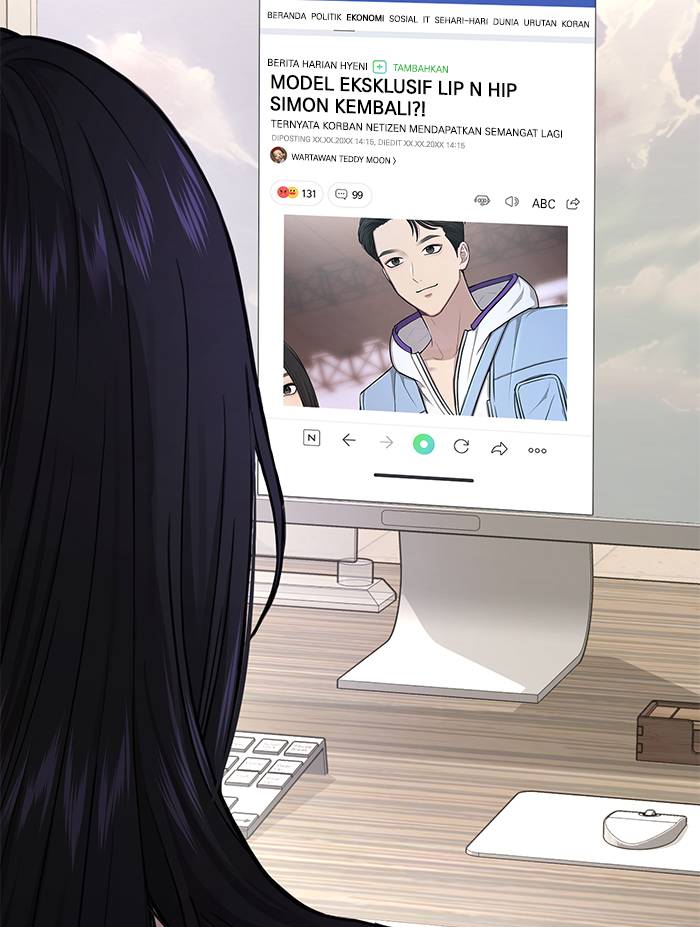 BERANDA POLITIK EKONOMI SOSIAL IT SEHARI-HARI DUNIA URUTAN KORAN
BERITA HARIAN HYENI + TAMBAHKAN
MODEL EKSKLUSIF LIP N HIP
SIMON KEMBALI?!
TERNYATA KORBAN NETIZEN MENDAPATKAN SEMANGAT LAGI
DIPOSTING XX.XX.20XX 14:15, DIEDIT XX.XX.20XX 14:15
WARTAWAN TEDDY MOON >
131 99 ABC
N